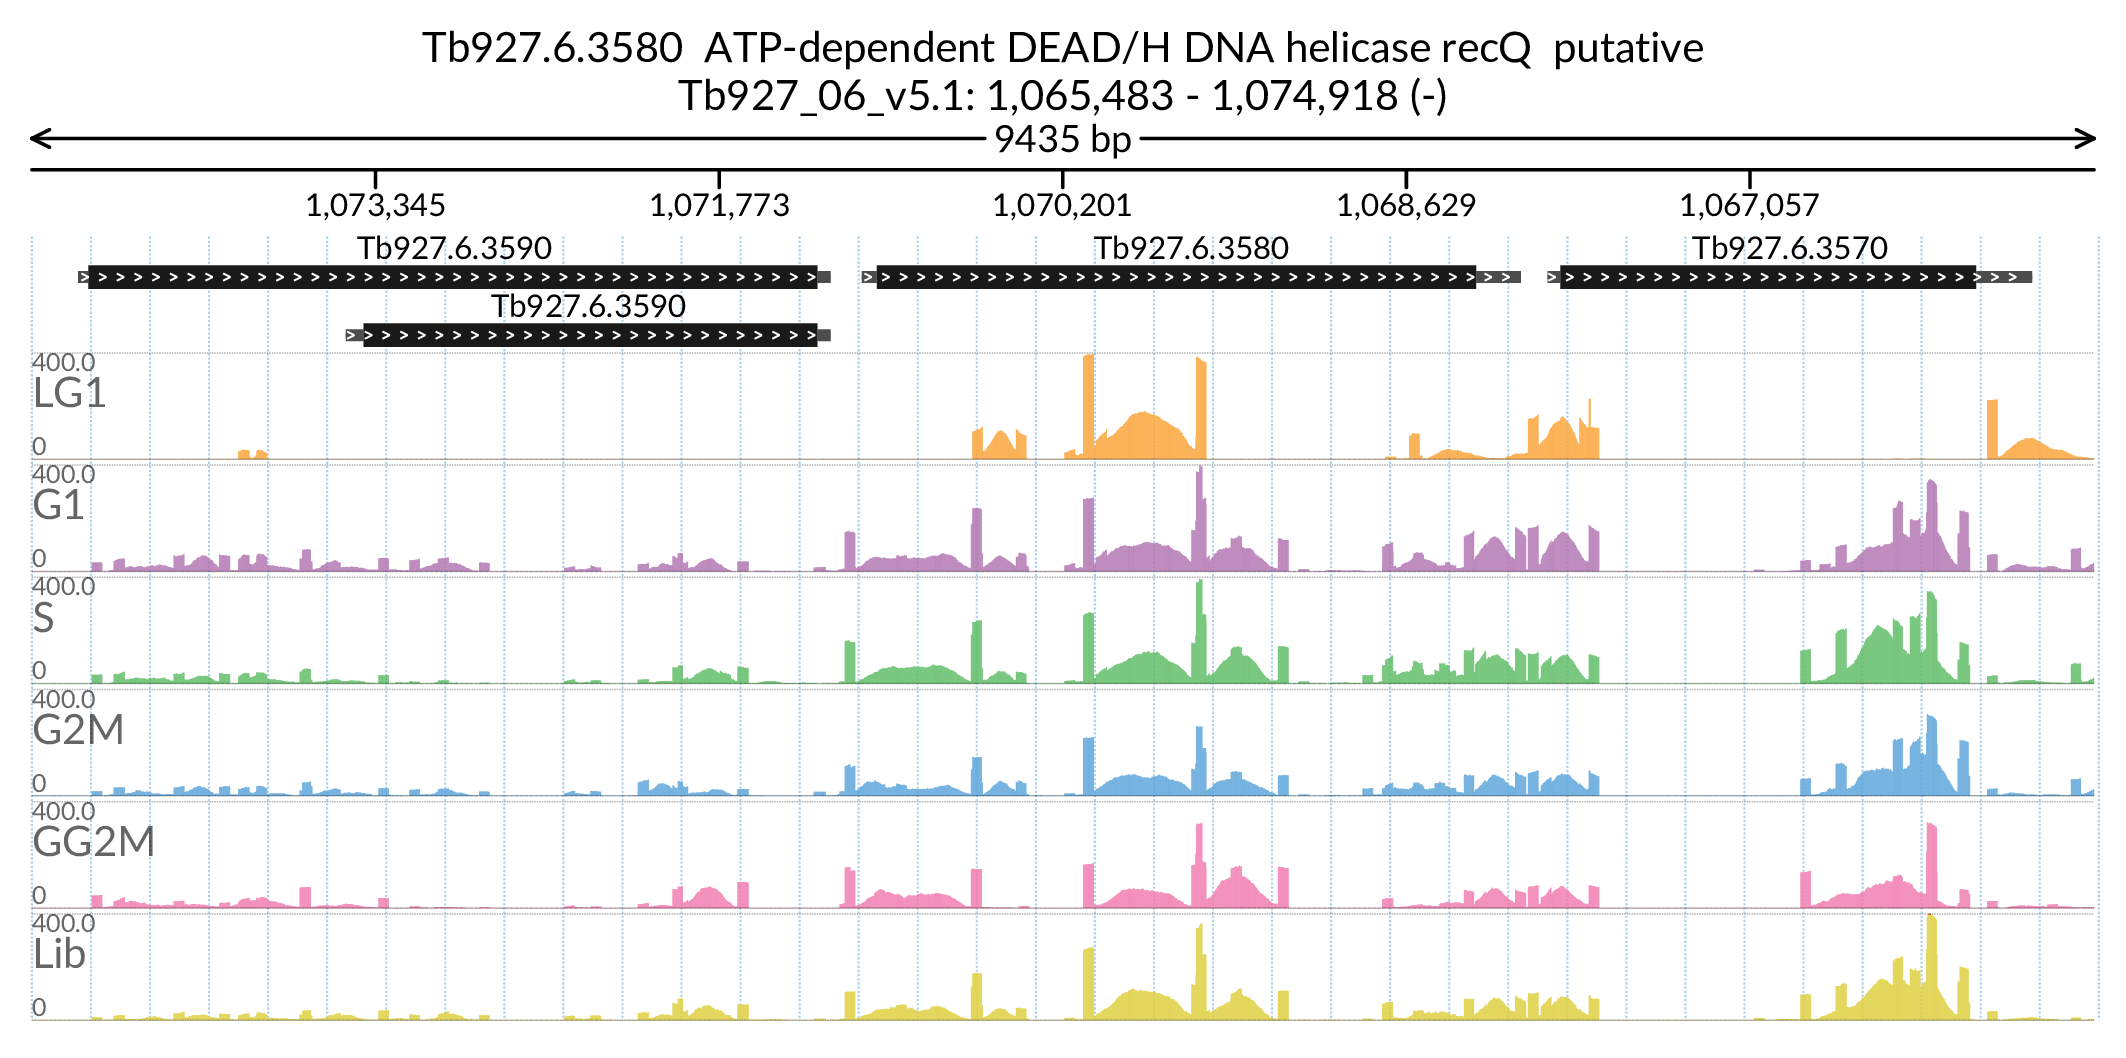 Tb927.6.3580  ATP-dependent DEAD/H DNA helicase recQ  putative
Tb927_06_v5.1: 1,065,483 - 1,074,918 (-)
9435 bp
1,073,345 1,071,773 1,070,201 1,068,629 1,067,057
Tb927.6.3590 Tb927.6.3580 Tb927.6.3570
Tb927.6.3590
400.0
LG1
0
400.0
G1
0
400.0
S
0
400.0
G2M
0
400.0
GG2M
0
400.0
Lib
0